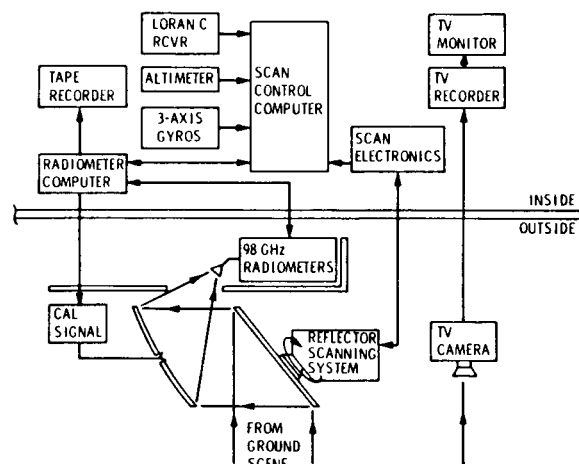 LORAN C
RCVR
ALTIMETER
3-AXIS
GYROS
SCAN
CONTROL
COMPUTER
TV
MONITOR
TV
RECORDER
TAPE
RECORDER
RADIOMETER
COMPUTER
SCAN
ELECTRONICS
INSIDE
OUTSIDE
98 GHz
RADIOMETERS
CAL
SIGNAL
REFLECTOR
SCANNING
SYSTEM
TV
CAMERA
FROM
GROUND
SCENE